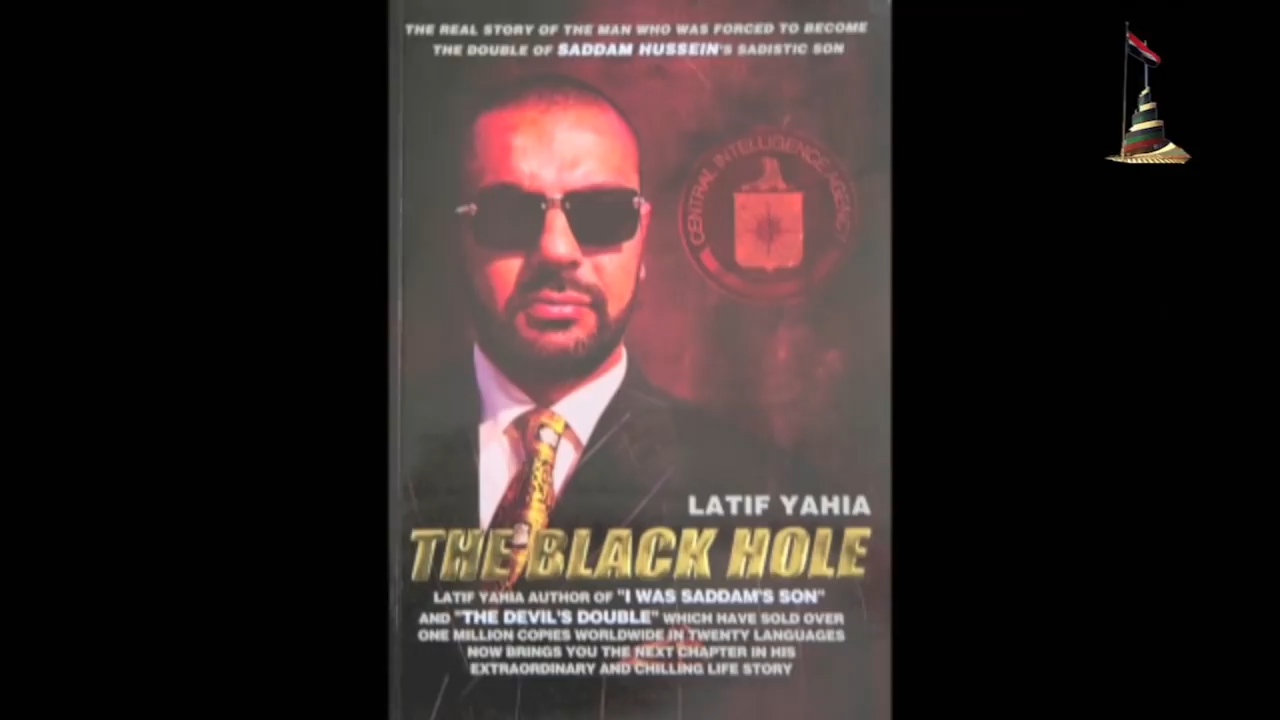 THE REAL STORY OF THE MAN WHO WAS FORCED TO BECOME
THE DOUBLE OF SADDAM HUSSEIN'S SADISTIC SON
CENTRAL INTELLIGENCE AGENCY
LATIF YAHIA
THE BLACK HOLE
LATIF YAHIA AUTHOR OF "I WAS SADDAM'S SON"
AND "THE DEVIL'S DOUBLE" WHICH HAVE SOLD OVER
ONE MILLION COPIES WORLDWIDE IN TWENTY LANGUAGES
NOW BRINGS YOU THE NEXT CHAPTER IN HIS
EXTRAORDINARY AND CHILLING LIFE STORY